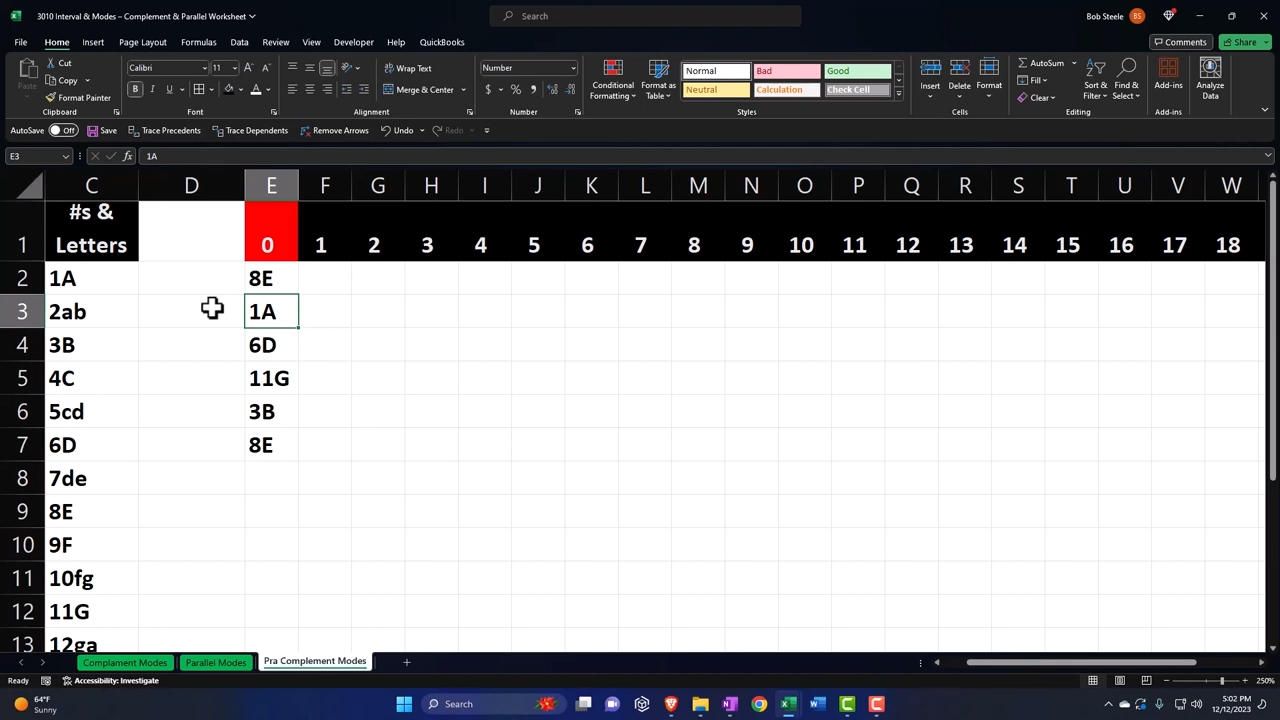 3010 Interval & Modes – Complement & Parallel Worksheet
Search
Bob Steele
BS
File Home Insert Page Layout Formulas Data Review View Developer Help QuickBooks
Comments
Share
Cut
Copy
Format Painter
Clipboard
Calibri
11
B I U
Font
Wrap Text
Merge & Center
Alignment
Number
$ % 9
Number
Conditional Formatting
Format as Table
Normal Bad Good
Neutral Calculation Check Cell
Styles
Insert Delete Format
Cells
AutoSum
Fill
Clear
Sort & Filter
Find & Select
Editing
Add-ins
Add-ins
Analyze Data
AutoSave Off Save Trace Precedents Trace Dependents Remove Arrows Undo Redo
E3 fx 1A
C D E F G H I J K L M N O P Q R S T U V W
1 #s & Letters 0 1 2 3 4 5 6 7 8 9 10 11 12 13 14 15 16 17 18
2 1A 8E
3 2ab 1A
4 3B 6D
5 4C 11G
6 5cd 3B
7 6D 8E
8 7de
9 8E
10 9F
11 10fg
12 11G
13 12ga
Complament Modes Parallel Modes Pra Complement Modes
Ready Accessibility: Investigate 250%
64°F
Sunny
Search
5:02 PM
12/12/2023